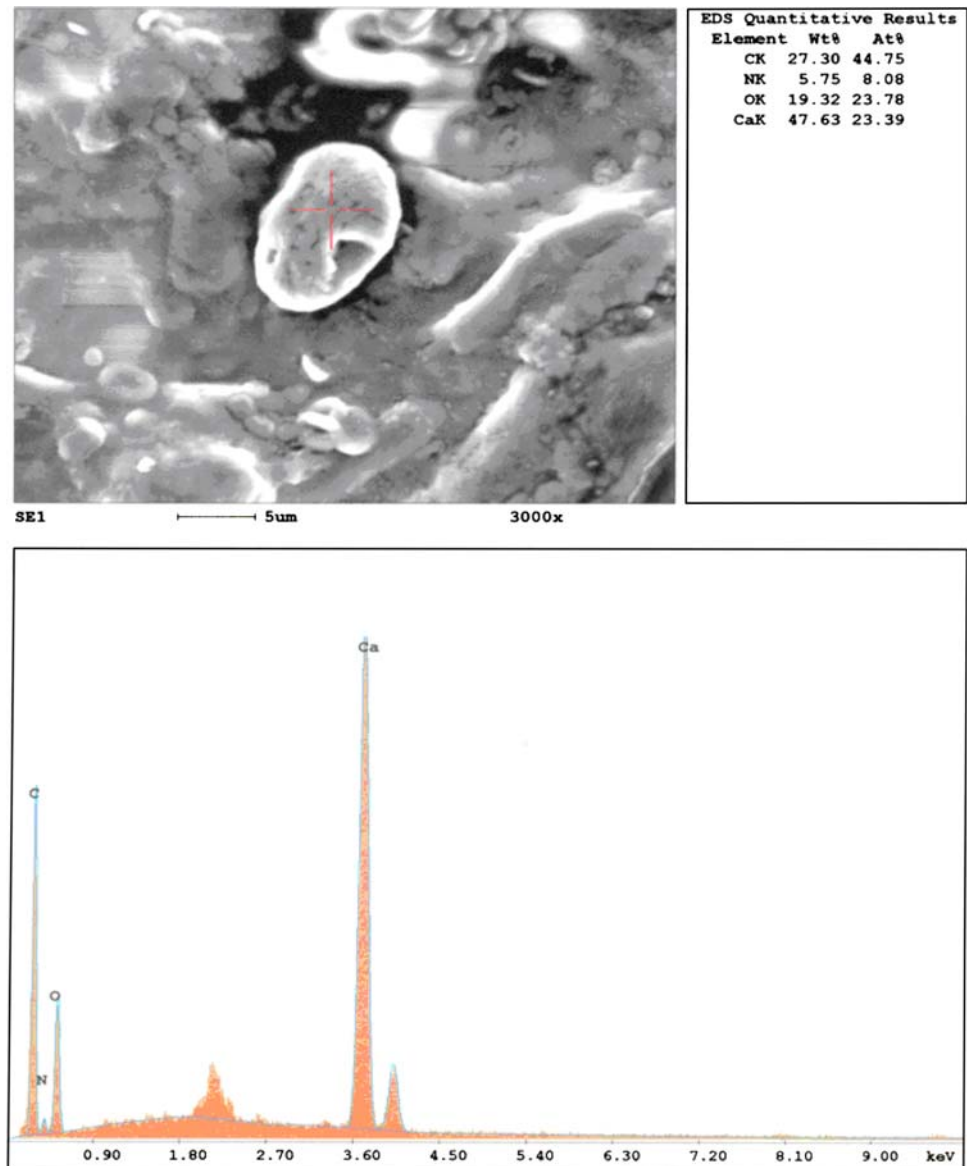 EDS Quantitative Results
Element Wt% At%
CK 27.30 44.75
NK 5.75 8.08
OK 19.32 23.78
CaK 47.63 23.39
SE1 5um 3000x
Ca
C
O
N
0.90 1.80 2.70 3.60 4.50 5.40 6.30 7.20 8.10 9.00 keV